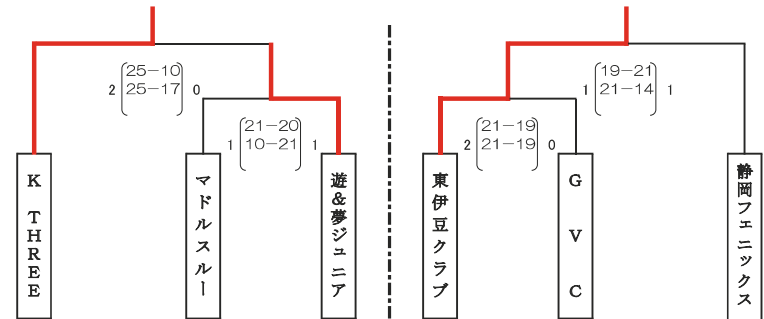 2 25-10 0
25-17
1 21-20 1
10-21
2 21-19 0
21-19
1 19-21 1
21-14
K THREE
マドルスルー
遊&夢ジュニア
東伊豆クラブ
G V C
静岡フェニックス